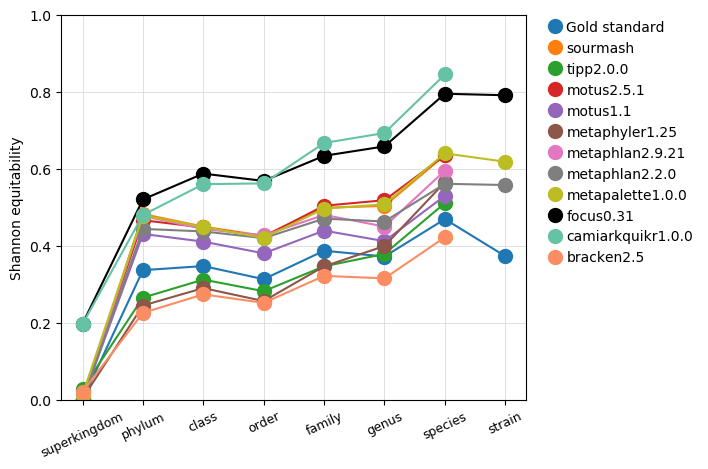 1.0
0.8
0.6
0.4
0.2
0.0
Shannon equitability
superkingdom
phylum
class
order
family
genus
species
strain
Gold standard
sourmash
tipp2.0.0
motus2.5.1
motus1.1
metaphyler1.25
metaphlan2.9.21
metaphlan2.2.0
metapalette1.0.0
focus0.31
camiarkquikr1.0.0
bracken2.5